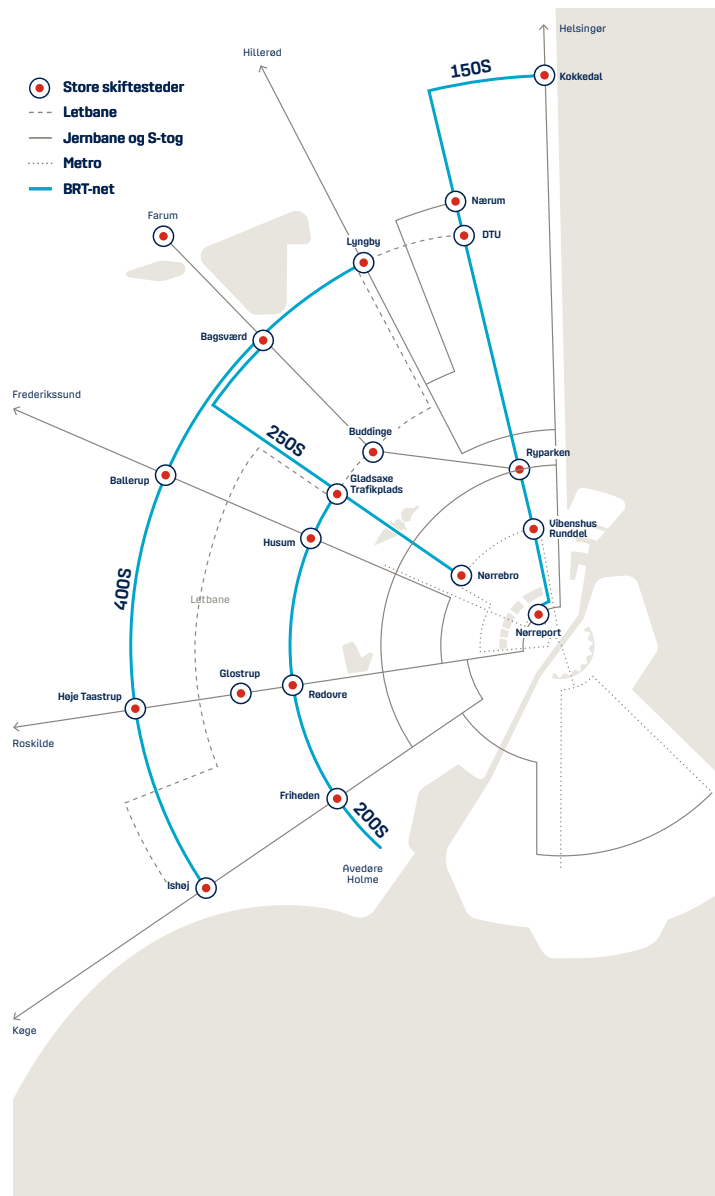 Helsingør
Hillerød
150S
Kokkedal
Store skiftesteder
Letbane
Jernbane og S-tog
Metro
BRT-net
Nærum
Farum
DTU
Lyngby
Bagsværd
Frederikssund
Buddinge
250S
Ryparken
Ballerup
Gladsaxe
Trafikplads
Vibenshus
Runddel
Husum
Nørrebro
400S
Letbane
Nørreport
Glostrup
Høje Taastrup
Rødovre
Roskilde
Friheden
200S
Avedøre
Holme
Ishøj
Køge